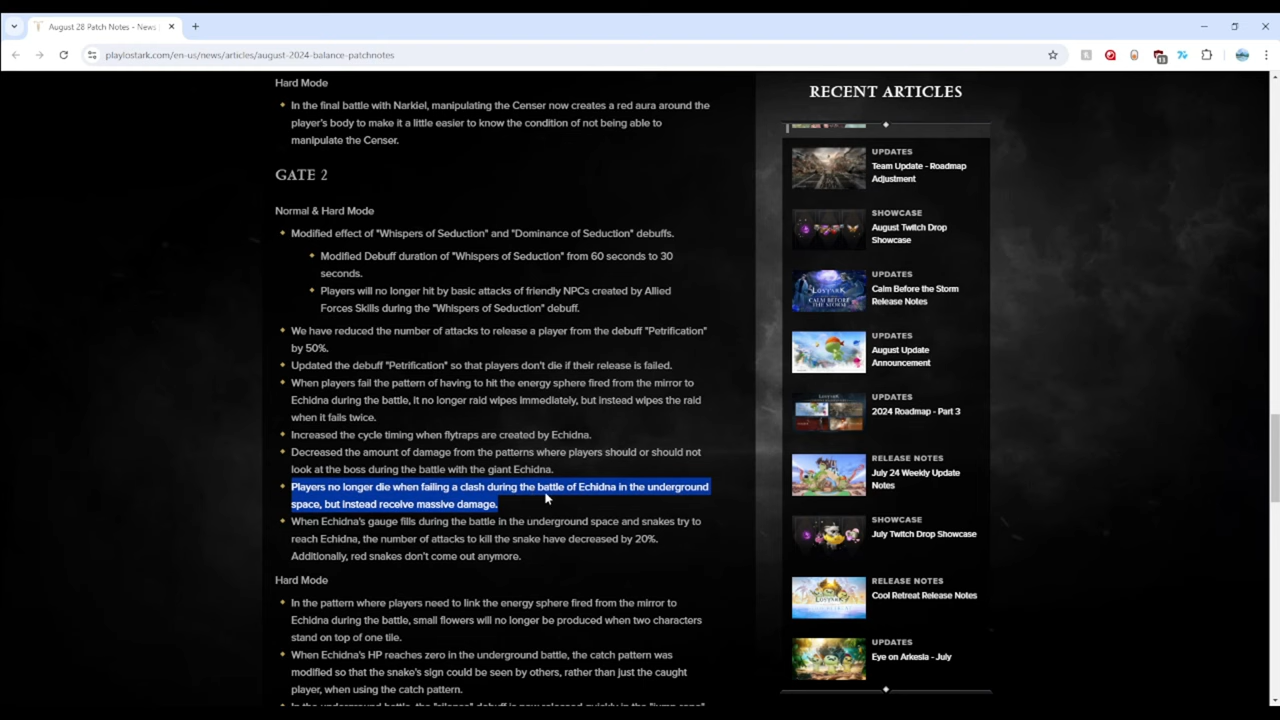 August 28 Patch Notes - News |
playlostark.com/en-us/news/articles/august-2024-balance-patchnotes
Hard Mode
In the final battle with Narkiel, manipulating the Censer now creates a red aura around the
player's body to make it a little easier to know the condition of not being able to
manipulate the Censer.
GATE 2
Normal & Hard Mode
Modified effect of "Whispers of Seduction" and "Dominance of Seduction" debuffs.
Modified Debuff duration of "Whispers of Seduction" from 60 seconds to 30
seconds.
Players will no longer hit by basic attacks of friendly NPCs created by Allied
Forces Skills during the "Whispers of Seduction" debuff.
We have reduced the number of attacks to release a player from the debuff "Petrification"
by 50%.
Updated the debuff "Petrification" so that players don't die if their release is failed.
When players fail the pattern of having to hit the energy sphere fired from the mirror to
Echidna during the battle, it no longer raid wipes immediately, but instead wipes the raid
when it fails twice.
Increased the cycle timing when flytraps are created by Echidna.
Decreased the amount of damage from the patterns where players should or should not
look at the boss during the battle with the giant Echidna.
Players no longer die when failing a clash during the battle of Echidna in the underground
space, but instead receive massive damage.
When Echidna's gauge fills during the battle in the underground space and snakes try to
reach Echidna, the number of attacks to kill the snake have decreased by 20%.
Additionally, red snakes don't come out anymore.
Hard Mode
In the pattern where players need to link the energy sphere fired from the mirror to
Echidna during the battle, small flowers will no longer be produced when two characters
stand on top of one tile.
When Echidna's HP reaches zero in the underground battle, the catch pattern was
modified so that the snake's sign could be seen by others, rather than just the caught
player, when using the catch pattern.
In the underground battle, the "silence" debuff is now released quickly in the "jump rope"
RECENT ARTICLES
UPDATES
Team Update - Roadmap
Adjustment
SHOWCASE
August Twitch Drop
Showcase
UPDATES
Calm Before the Storm
Release Notes
UPDATES
August Update
Announcement
UPDATES
2024 Roadmap - Part 3
RELEASE NOTES
July 24 Weekly Update
Notes
SHOWCASE
July Twitch Drop Showcase
RELEASE NOTES
Cool Retreat Release Notes
UPDATES
Eye on Arkesia - July